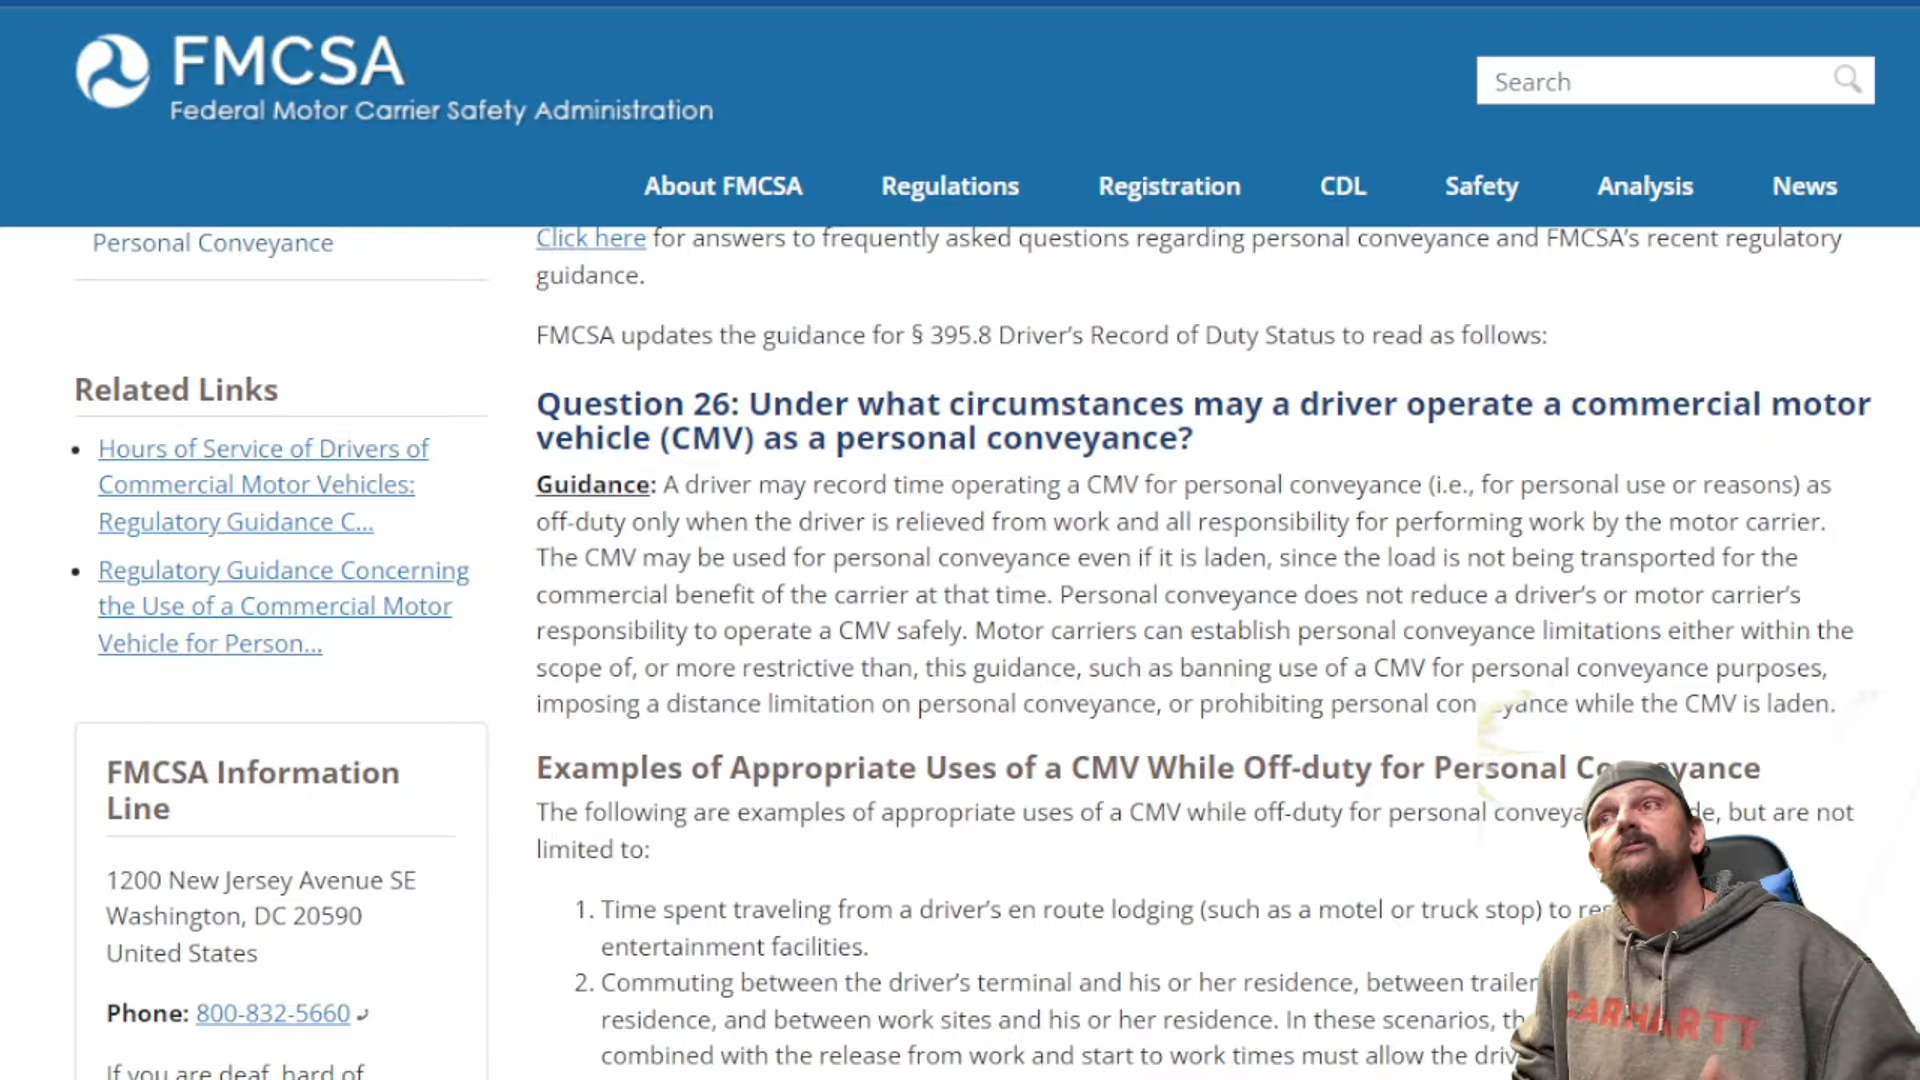 FMCSA
Federal Motor Carrier Safety Administration
Search
About FMCSA
Regulations
Registration
CDL
Safety
Analysis
News
Personal Conveyance
Related Links
Hours of Service of Drivers of
Commercial Motor Vehicles:
Regulatory Guidance C...
Regulatory Guidance Concerning
the Use of a Commercial Motor
Vehicle for Person...
FMCSA Information
Line
1200 New Jersey Avenue SE
Washington, DC 20590
United States
Phone: 800-832-5660
If you are deaf, hard of
Click here for answers to frequently asked questions regarding personal conveyance and FMCSA's recent regulatory
guidance.
FMCSA updates the guidance for § 395.8 Driver's Record of Duty Status to read as follows:
Question 26: Under what circumstances may a driver operate a commercial motor
vehicle (CMV) as a personal conveyance?
Guidance: A driver may record time operating a CMV for personal conveyance (i.e., for personal use or reasons) as
off-duty only when the driver is relieved from work and all responsibility for performing work by the motor carrier.
The CMV may be used for personal conveyance even if it is laden, since the load is not being transported for the
commercial benefit of the carrier at that time. Personal conveyance does not reduce a driver's or motor carrier's
responsibility to operate a CMV safely. Motor carriers can establish personal conveyance limitations either within the
scope of, or more restrictive than, this guidance, such as banning use of a CMV for personal conveyance purposes,
imposing a distance limitation on personal conveyance, or prohibiting personal con eyance while the CMV is laden.
Examples of Appropriate Uses of a CMV While Off-duty for Personal Co yance
The following are examples of appropriate uses of a CMV while off-duty for personal conveya de, but are not
limited to:
1. Time spent traveling from a driver's en route lodging (such as a motel or truck stop) to res
entertainment facilities.
2. Commuting between the driver's terminal and his or her residence, between trailer
residence, and between work sites and his or her residence. In these scenarios, th
combined with the release from work and start to work times must allow the driv
CARHARTT